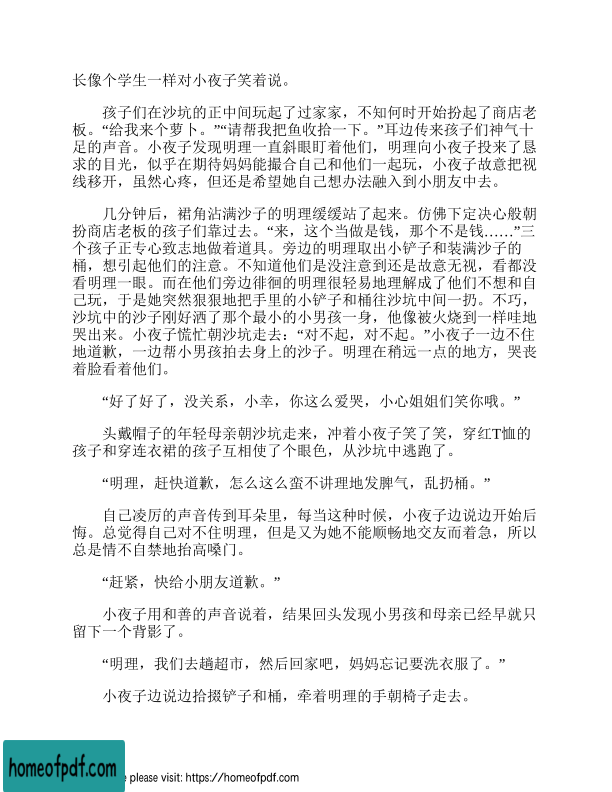 长像个学生一样对小夜子笑着说。
孩子们在沙坑的正中间玩起了过家家，不知何时开始扮起了商店老
板。“给我来个萝卜。”“请帮我把鱼收拾一下。”耳边传来孩子们神气十
足的声音。小夜子发现明理一直斜眼盯着他们，明理向小夜子投来了恳
求的目光，似乎在期待妈妈能撮合自己和他们一起玩，小夜子故意把视
线移开，虽然心疼，但还是希望她自己想办法融入到小朋友中去。
几分钟后，裙角沾满沙子的明理缓缓站了起来。仿佛下定决心般朝
扮商店老板的孩子们靠过去。“来，这个当做是钱，那个不是钱……”三
个孩子正专心致志地做着道具。旁边的明理取出小铲子和装满沙子的
桶，想引起他们的注意。不知道他们是没注意到还是故意无视，看都没
看明理一眼。而在他们旁边徘徊的明理很轻易地理解成了他们不想和自
己玩，于是她突然狠狠地把手里的小铲子和桶往沙坑中间一扔。不巧，
沙坑中的沙子刚好洒了那个最小的小男孩一身，他像被火烧到一样哇地
哭出来。小夜子慌忙朝沙坑走去：“对不起，对不起。”小夜子一边不住
地道歉，一边帮小男孩拍去身上的沙子。明理在稍远一点的地方，哭丧
着脸看着他们。
“好了好了，没关系，小幸，你这么爱哭，小心姐姐们笑你哦。”
头戴帽子的年轻母亲朝沙坑走来，冲着小夜子笑了笑，穿红T恤的
孩子和穿连衣裙的孩子互相使了个眼色，从沙坑中逃跑了。
“明理，赶快道歉，怎么这么蛮不讲理地发脾气，乱扔桶。”
自己凌厉的声音传到耳朵里，每当这种时候，小夜子边说边开始后
悔。总觉得自己对不住明理，但是又为她不能顺畅地交友而着急，所以
总是情不自禁地抬高嗓门。
“赶紧，快给小朋友道歉。”
小夜子用和善的声音说着，结果回头发现小男孩和母亲已经早就只
留下一个背影了。
“明理，我们去趟超市，然后回家吧，妈妈忘记要洗衣服了。”
小夜子边说边拾掇铲子和桶，牵着明理的手朝椅子走去。
homeofpdf.com
e please visit: https://homeofpdf.com